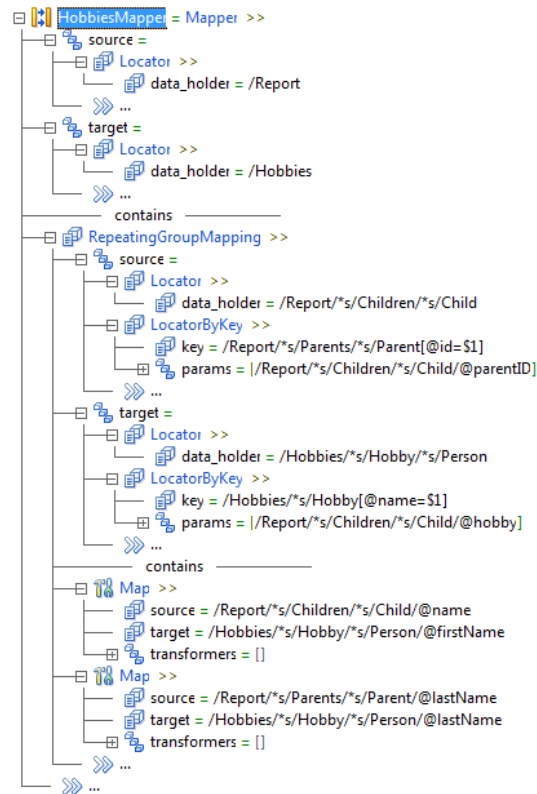 HobbiesMapper = Mapper >>
source =
Locator >>
data_holder = /Report
...
target =
Locator >>
data_holder = /Hobbies
...
contains
RepeatingGroupMapping >>
source =
Locator >>
data_holder = /Report/*s/Children/*s/Child
LocatorByKey >>
key = /Report/*s/Parents/*s/Parent[@id=$1]
params = |/Report/*s/Children/*s/Child/@parentID]
...
target =
Locator >>
data_holder = /Hobbies/*s/Hobby/*s/Person
LocatorByKey >>
key = /Hobbies/*s/Hobby[@name=$1]
params = |/Report/*s/Children/*s/Child/@hobby]
...
contains
Map >>
source = /Report/*s/Children/*s/Child/@name
target = /Hobbies/*s/Hobby/*s/Person/@firstName
transformers = []
Map >>
source = /Report/*s/Parents/*s/Parent/@lastName
target = /Hobbies/*s/Hobby/*s/Person/@lastName
transformers = []
...
...